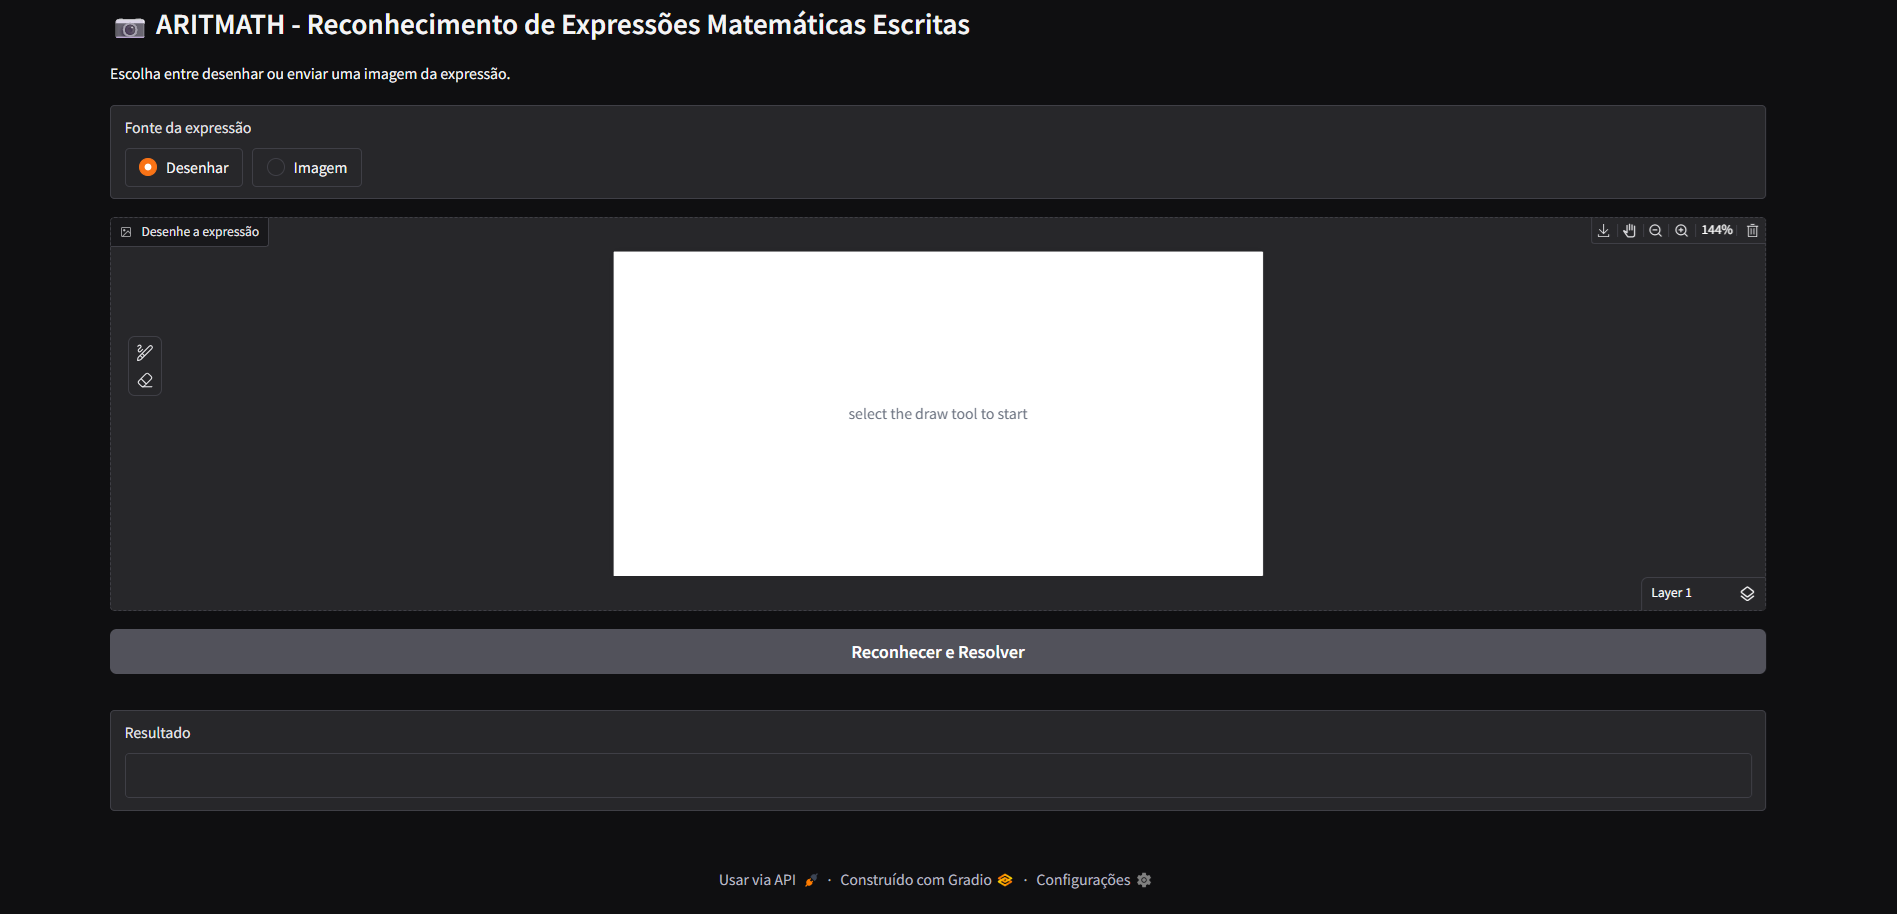 ARITMATH - Reconhecimento de Expressões Matemáticas Escritas
Escolha entre desenhar ou enviar uma imagem da expressão.
Fonte da expressão
Desenhar
Imagem
Desenhe a expressão
144%
select the draw tool to start
Layer 1
Reconhecer e Resolver
Resultado
Usar via API · Construído com Gradio · Configurações